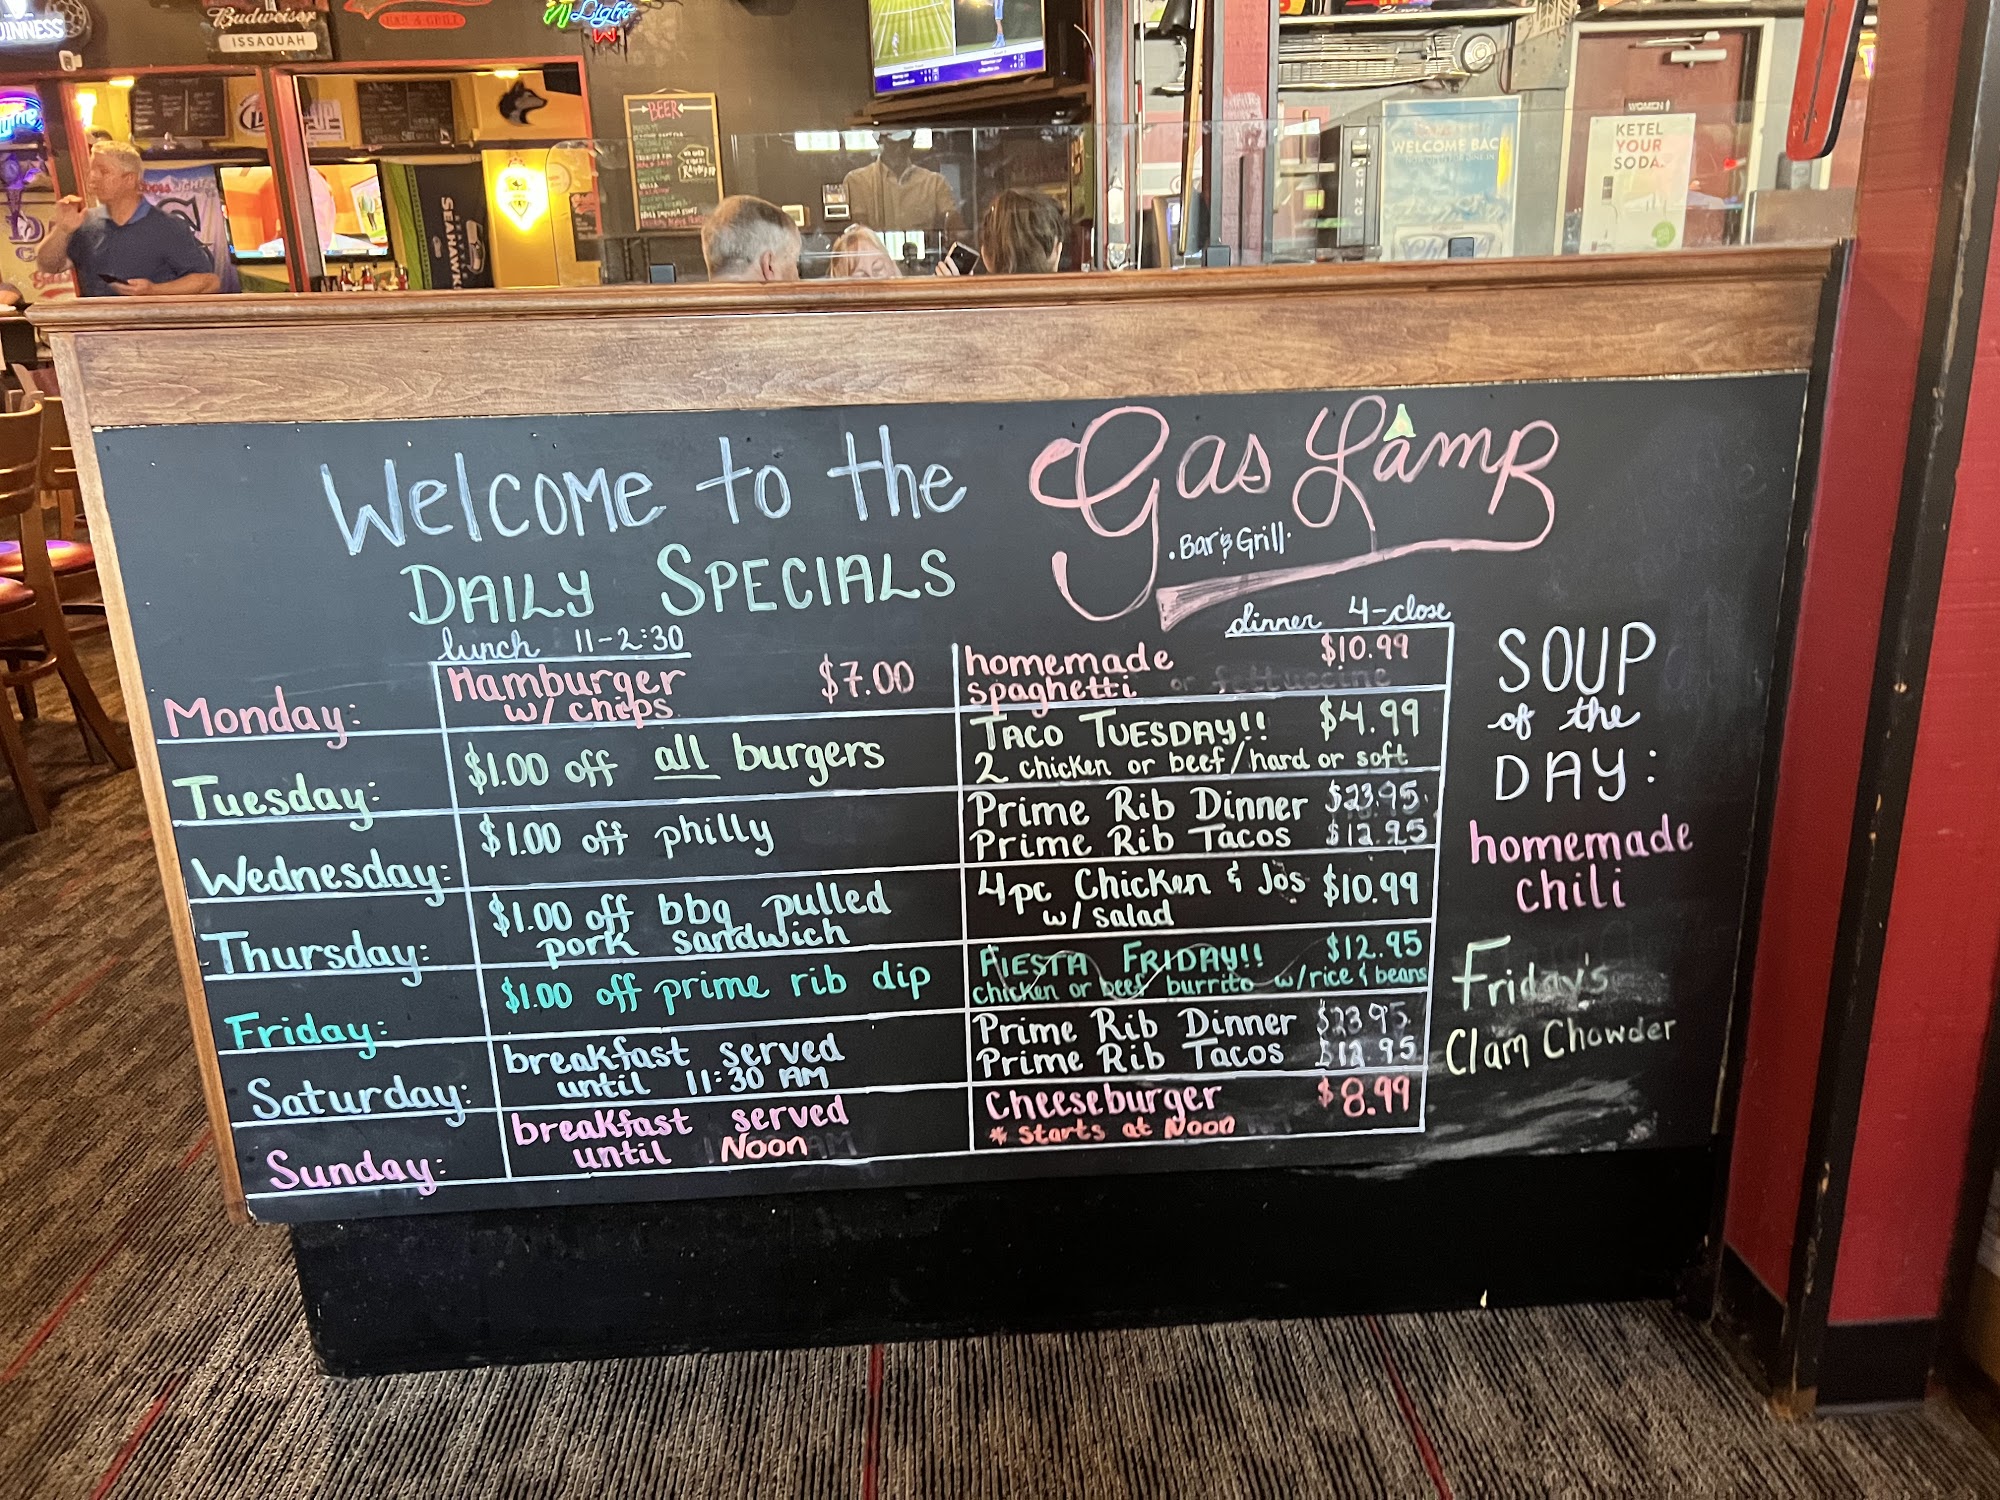 GUINNESS
Budweiser
ISSAQUAH
BAR & GRILL
Light
BEER
SEAHAWKS
WELCOME BACK
WOMEN
KETEL
YOUR
SODA.
Welcome to the Gas Lamp
• Bar & Grill •
DAILY SPECIALS
lunch 11-2:30
dinner 4-close
Monday: Hamburger w/ chips $7.00
homemade spaghetti or fettuccine $10.99
Tuesday: $1.00 off all burgers
TACO TUESDAY!! $4.99
2 chicken or beef/hard or soft
Wednesday: $1.00 off philly
Prime Rib Dinner $23.95
Prime Rib Tacos $12.95
Thursday: $1.00 off bbq pulled pork sandwich
4pc Chicken & Jos $10.99
w/ salad
Friday: $1.00 off prime rib dip
FIESTA FRIDAY!! $12.95
chicken or beef burrito w/rice & beans
Saturday: breakfast served until 11:30 AM
Prime Rib Dinner $23.95
Prime Rib Tacos $12.95
Sunday: breakfast served until Noon
Cheeseburger $8.99
* Starts at Noon
SOUP
of the
DAY:
homemade
chili
Friday's
Clam Chowder